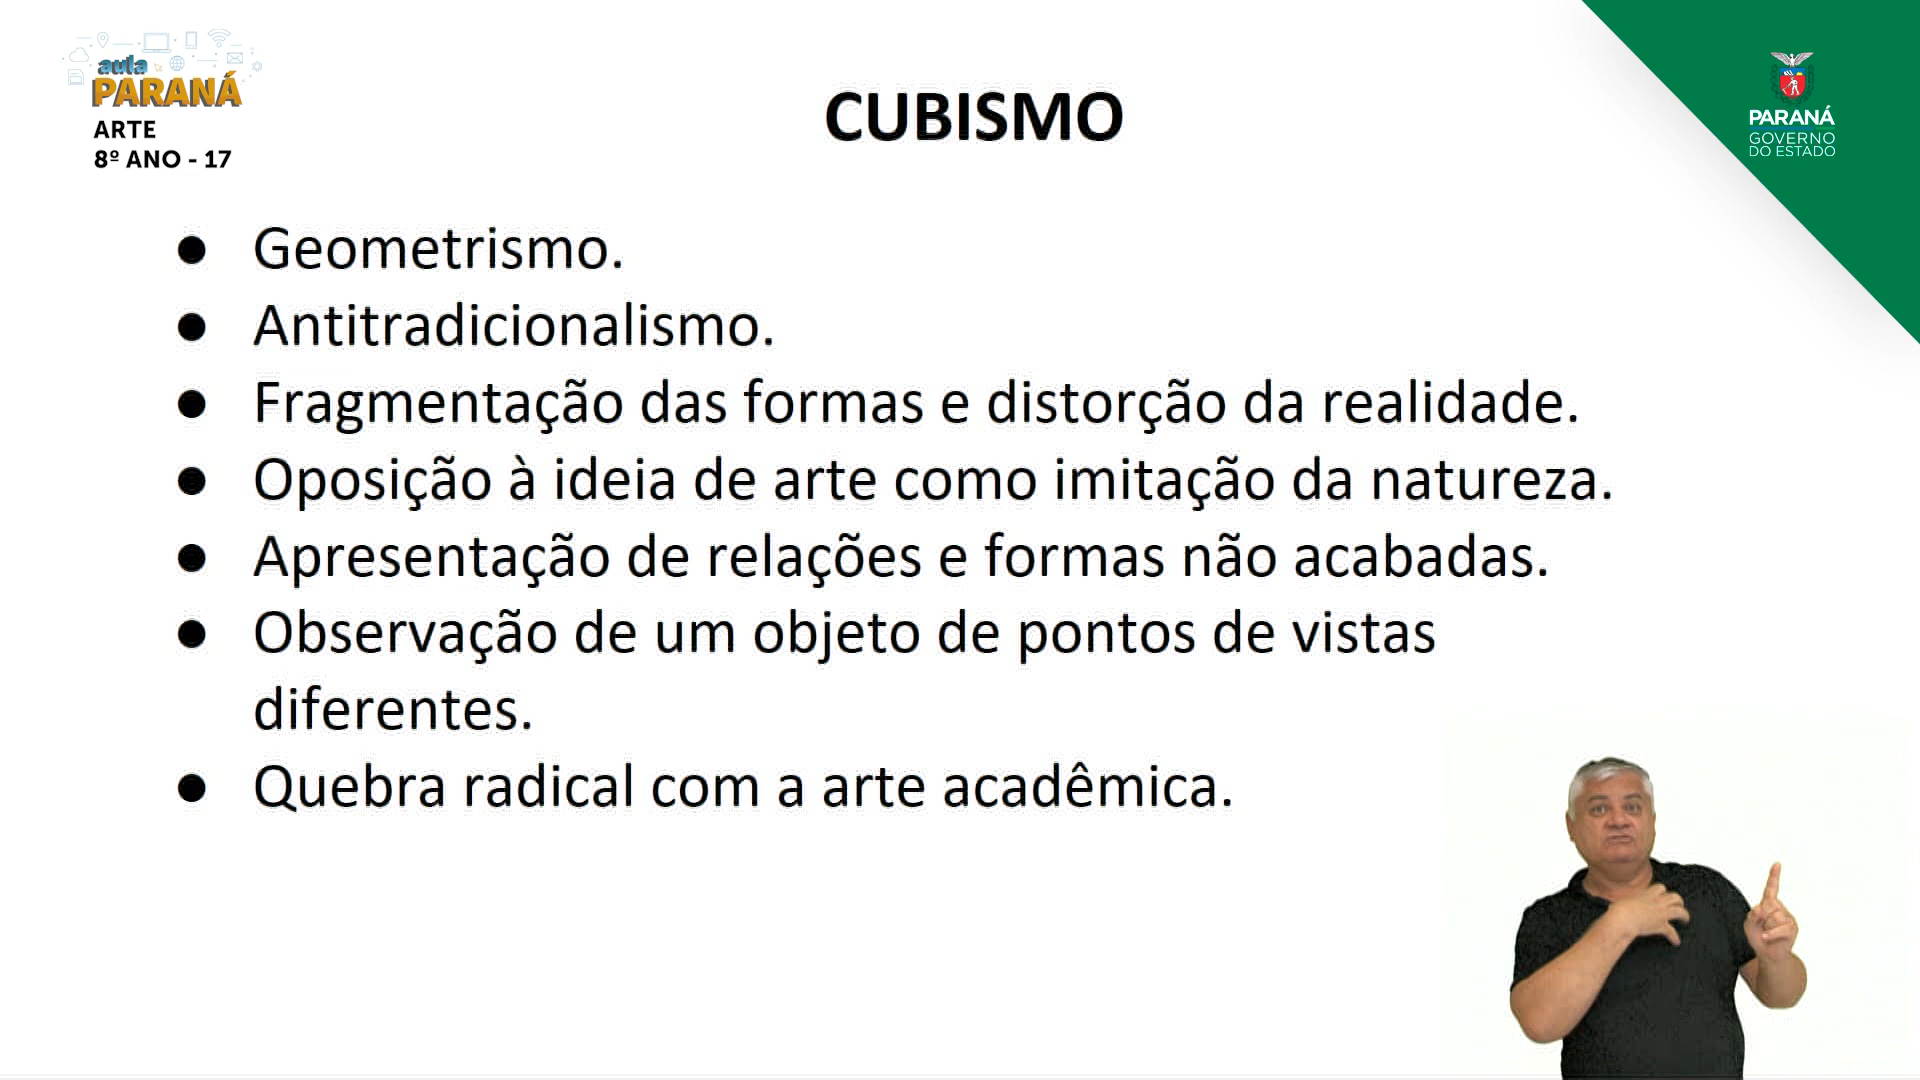 aula
PARANÁ
ARTE
8º ANO - 17
CUBISMO
PARANÁ
GOVERNO
DO ESTADO
● Geometrismo.
● Antitradicionalismo.
● Fragmentação das formas e distorção da realidade.
● Oposição à ideia de arte como imitação da natureza.
● Apresentação de relações e formas não acabadas.
● Observação de um objeto de pontos de vistas
diferentes.
● Quebra radical com a arte acadêmica.